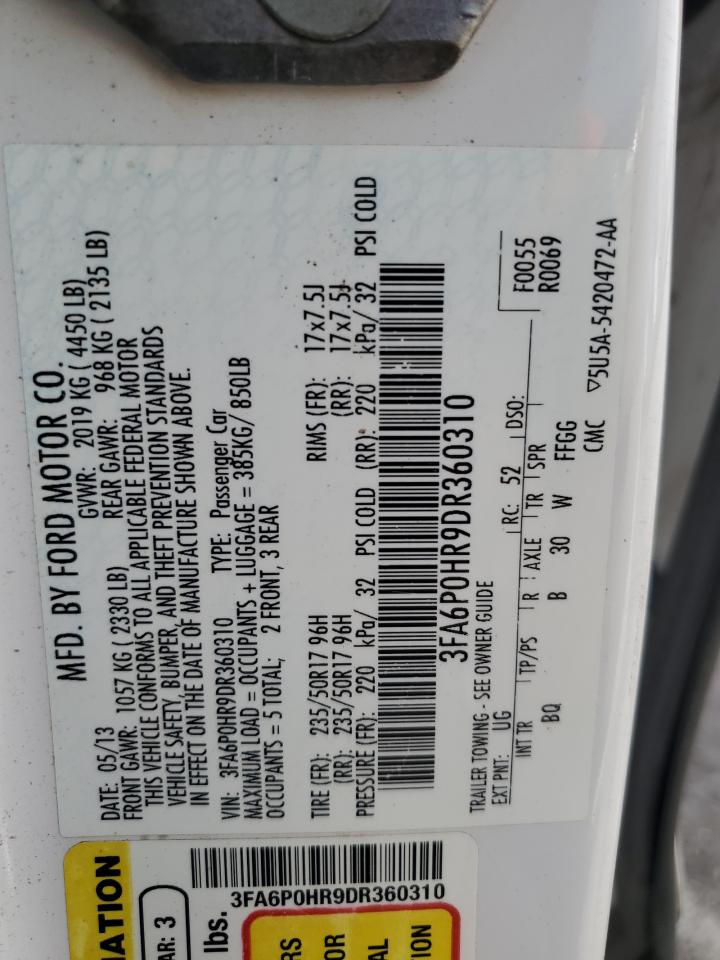 MFD. BY FORD MOTOR CO.
DATE: 05/13 GVWR: 2019 KG ( 4450 LB)
FRONT GAWR: 1057 KG ( 2330 LB) REAR GAWR: 968 KG ( 2135 LB)
THIS VEHICLE CONFORMS TO ALL APPLICABLE FEDERAL MOTOR
VEHICLE SAFETY, BUMPER, AND THEFT PREVENTION STANDARDS
IN EFFECT ON THE DATE OF MANUFACTURE SHOWN ABOVE.
VIN: 3FA6P0HR9DR360310 TYPE: Passenger Car
MAXIMUM LOAD = OCCUPANTS + LUGGAGE = 385KG/ 850LB
OCCUPANTS = 5 TOTAL; 2 FRONT, 3 REAR
TIRE (FR): 235/50R17 96H RIMS (FR): 17x7.5J
(RR): 235/50R17 96H (RR): 17x7.5J
PRESSURE (FR): 220 kPa/ 32 PSI COLD (RR): 220 kPa/ 32 PSI COLD
3FA6P0HR9DR360310
F0055
R0069
TRAILER TOWING - SEE OWNER GUIDE
EXT PNT: UG RC: 52 DSO:
INT TR TP/PS R AXLE TR SPR
BQ B 30 W FFGG
CMC ▽5U5A-5420472-AA
3FA6P0HR9DR360310
AR: 3
lbs.